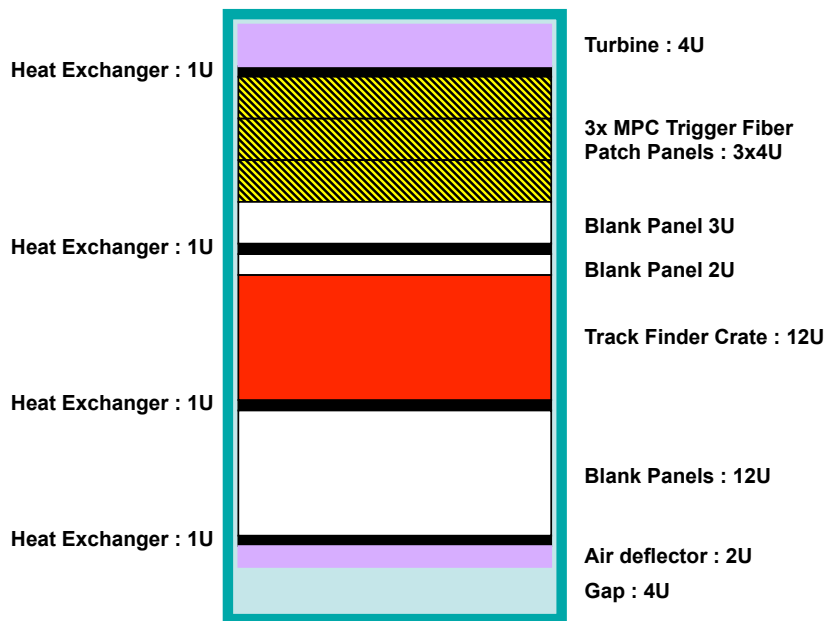 Turbine : 4U
Heat Exchanger : 1U
3x MPC Trigger Fiber
Patch Panels : 3x4U
Blank Panel 3U
Heat Exchanger : 1U
Blank Panel 2U
Track Finder Crate : 12U
Heat Exchanger : 1U
Blank Panels : 12U
Heat Exchanger : 1U
Air deflector : 2U
Gap : 4U